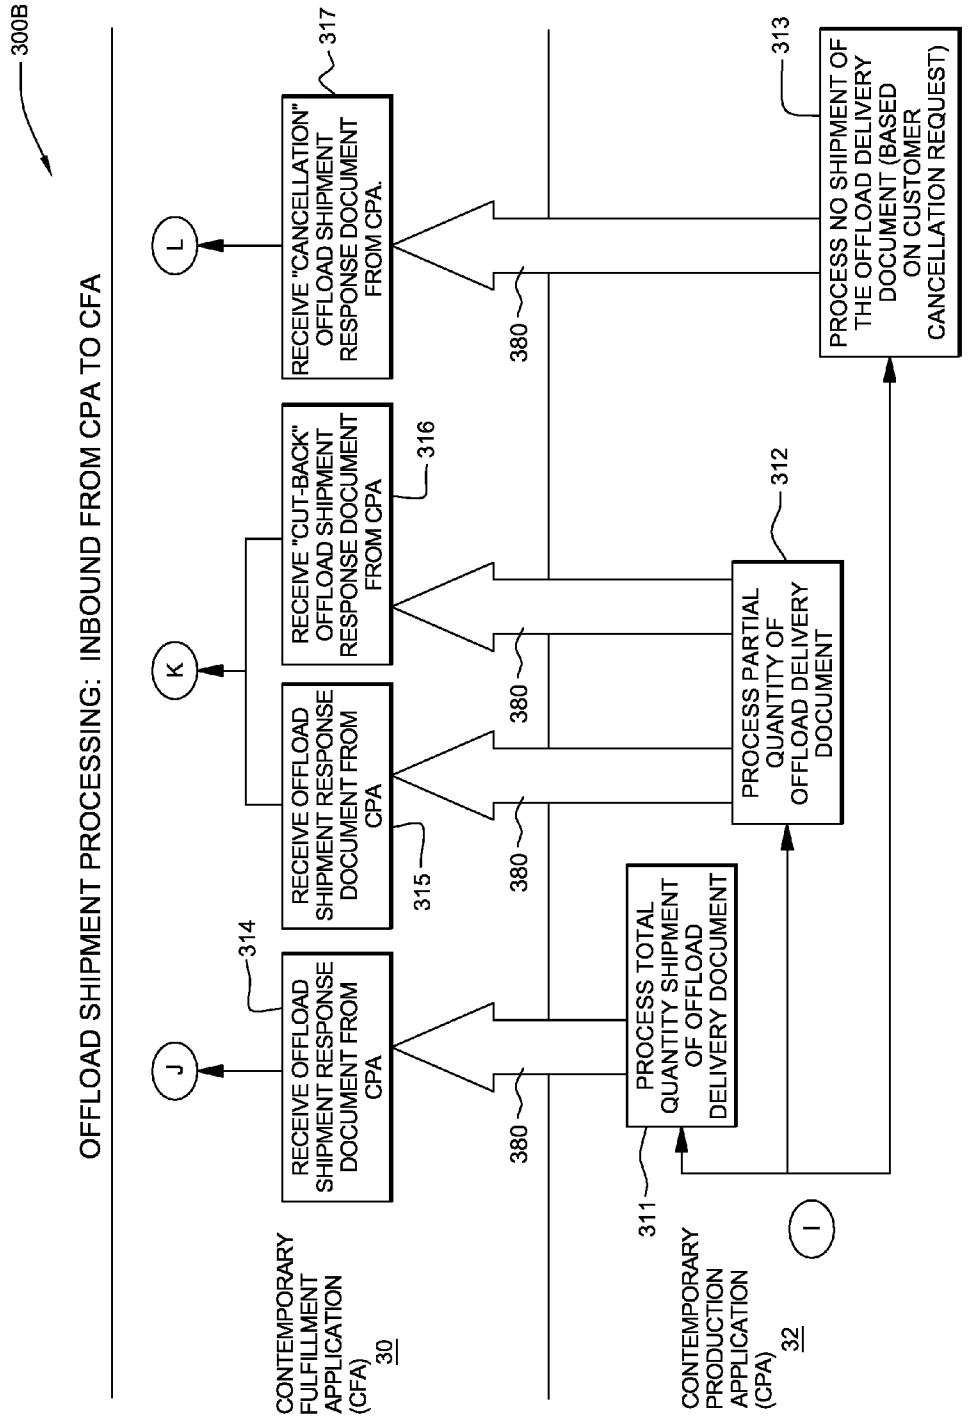 300B
OFFLOAD SHIPMENT PROCESSING: INBOUND FROM CPA TO CFA
CONTEMPORARY
FULFILLMENT
APPLICATION
(CFA)
30
J
314
RECEIVE OFFLOAD
SHIPMENT RESPONSE
DOCUMENT FROM
CPA
K
RECEIVE OFFLOAD
SHIPMENT RESPONSE
DOCUMENT FROM
CPA
315
RECEIVE "CUT-BACK"
OFFLOAD SHIPMENT
RESPONSE DOCUMENT
FROM CPA
316
L
RECEIVE "CANCELLATION"
OFFLOAD SHIPMENT
RESPONSE DOCUMENT
FROM CPA.
317
380
380
380
380
CONTEMPORARY
PRODUCTION
APPLICATION
(CPA)
32
I
311
PROCESS TOTAL
QUANTITY SHIPMENT
OF OFFLOAD
DELIVERY DOCUMENT
312
PROCESS PARTIAL
QUANTITY OF
OFFLOAD DELIVERY
DOCUMENT
313
PROCESS NO SHIPMENT OF
THE OFFLOAD DELIVERY
DOCUMENT (BASED
ON CUSTOMER
CANCELLATION REQUEST)